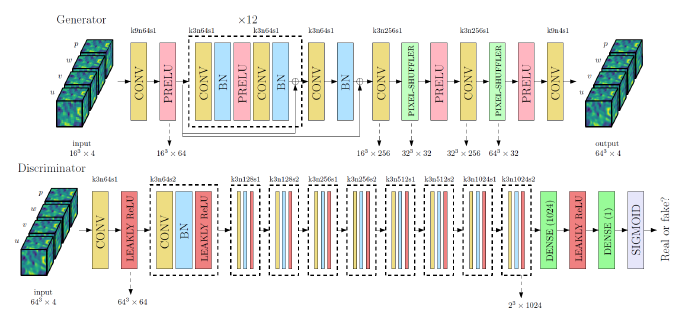 Generator
×12
k9n64s1
k3n64s1
k3n64s1
k3n64s1
k3n256s1
k3n256s1
k9n4s1
p
w
v
u
CONV
PRELU
CONV
BN
PRELU
CONV
BN
CONV
BN
CONV
PIXEL-SHUFFLER
PRELU
CONV
PIXEL-SHUFFLER
PRELU
CONV
p
w
v
u
input
16³ × 4
16³ × 64
16³ × 256
32³ × 32
32³ × 256
64³ × 32
output
64³ × 4
Discriminator
k3n64s1
k3n64s2
k3n128s1
k3n128s2
k3n256s1
k3n256s2
k3n512s1
k3n512s2
k3n1024s1
k3n1024s2
p
w
v
u
CONV
LEAKLY ReLU
CONV
BN
LEAKLY ReLU
DENSE (1024)
LEAKLY ReLU
DENSE (1)
SIGMOID
Real or fake?
input
64³ × 4
64³ × 64
2³ × 1024